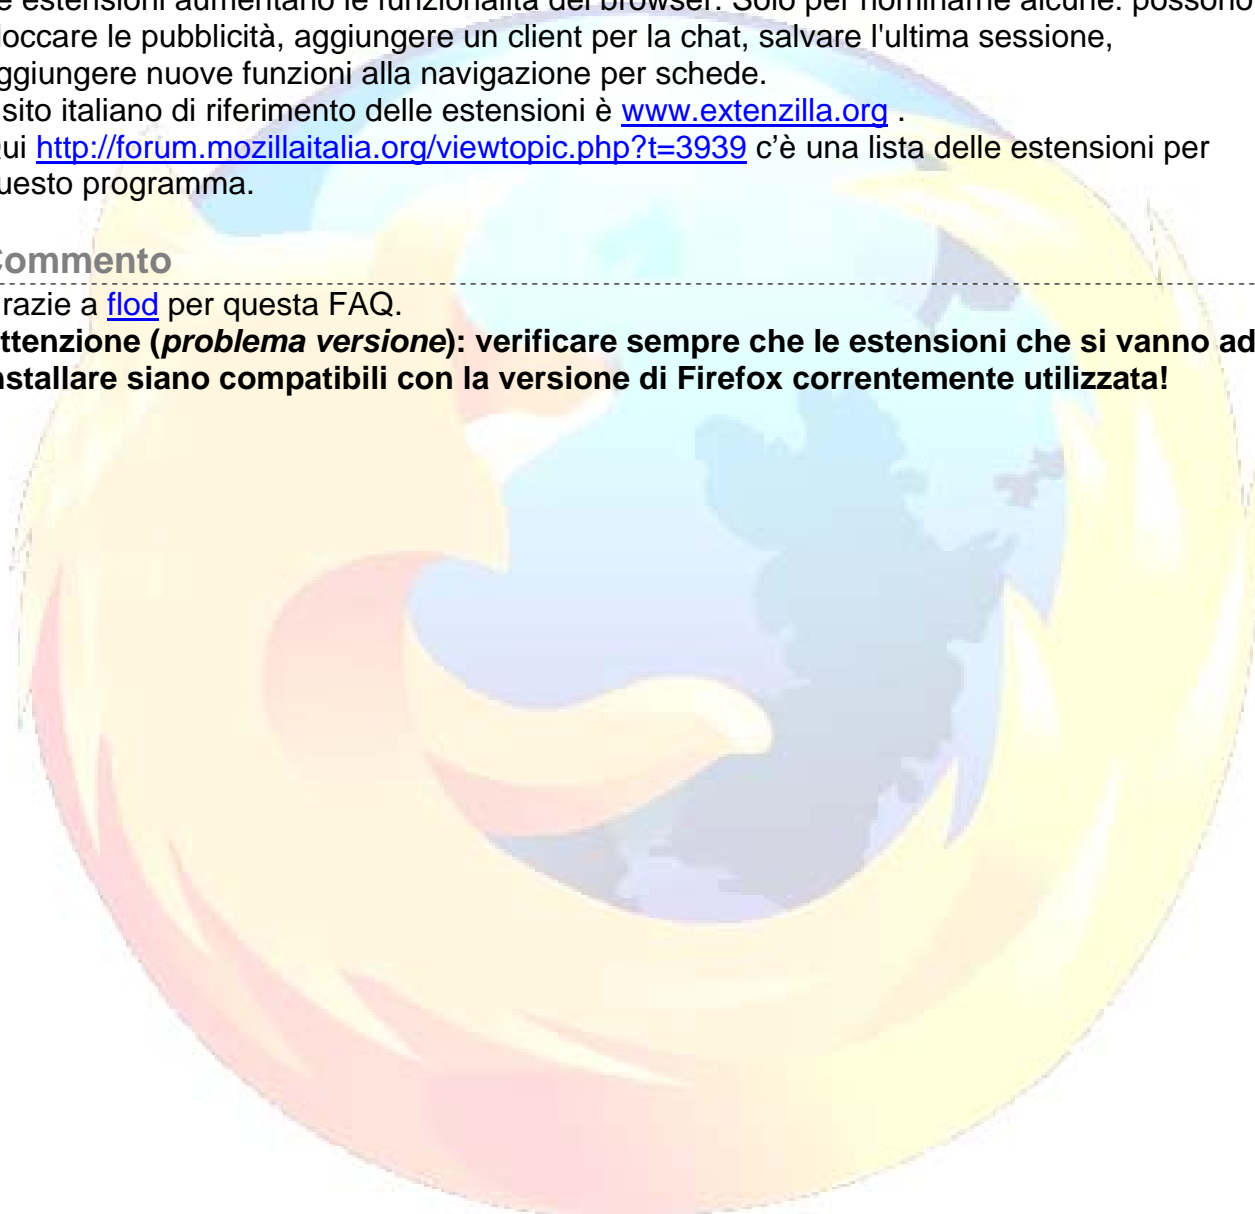 e estensioni aumentano le funzionalità del browser. Solo per nominarne alcune: possono
loccare le pubblicità, aggiungere un client per la chat, salvare l'ultima sessione,
ggiungere nuove funzioni alla navigazione per schede.
sito italiano di riferimento delle estensioni è www.extenzilla.org .
ui http://forum.mozillaitalia.org/viewtopic.php?t=3939 c'è una lista delle estensioni per
uesto programma.
Commento
razie a flod per questa FAQ.
ttenzione (problema versione): verificare sempre che le estensioni che si vanno ad
nstallare siano compatibili con la versione di Firefox correntemente utilizzata!